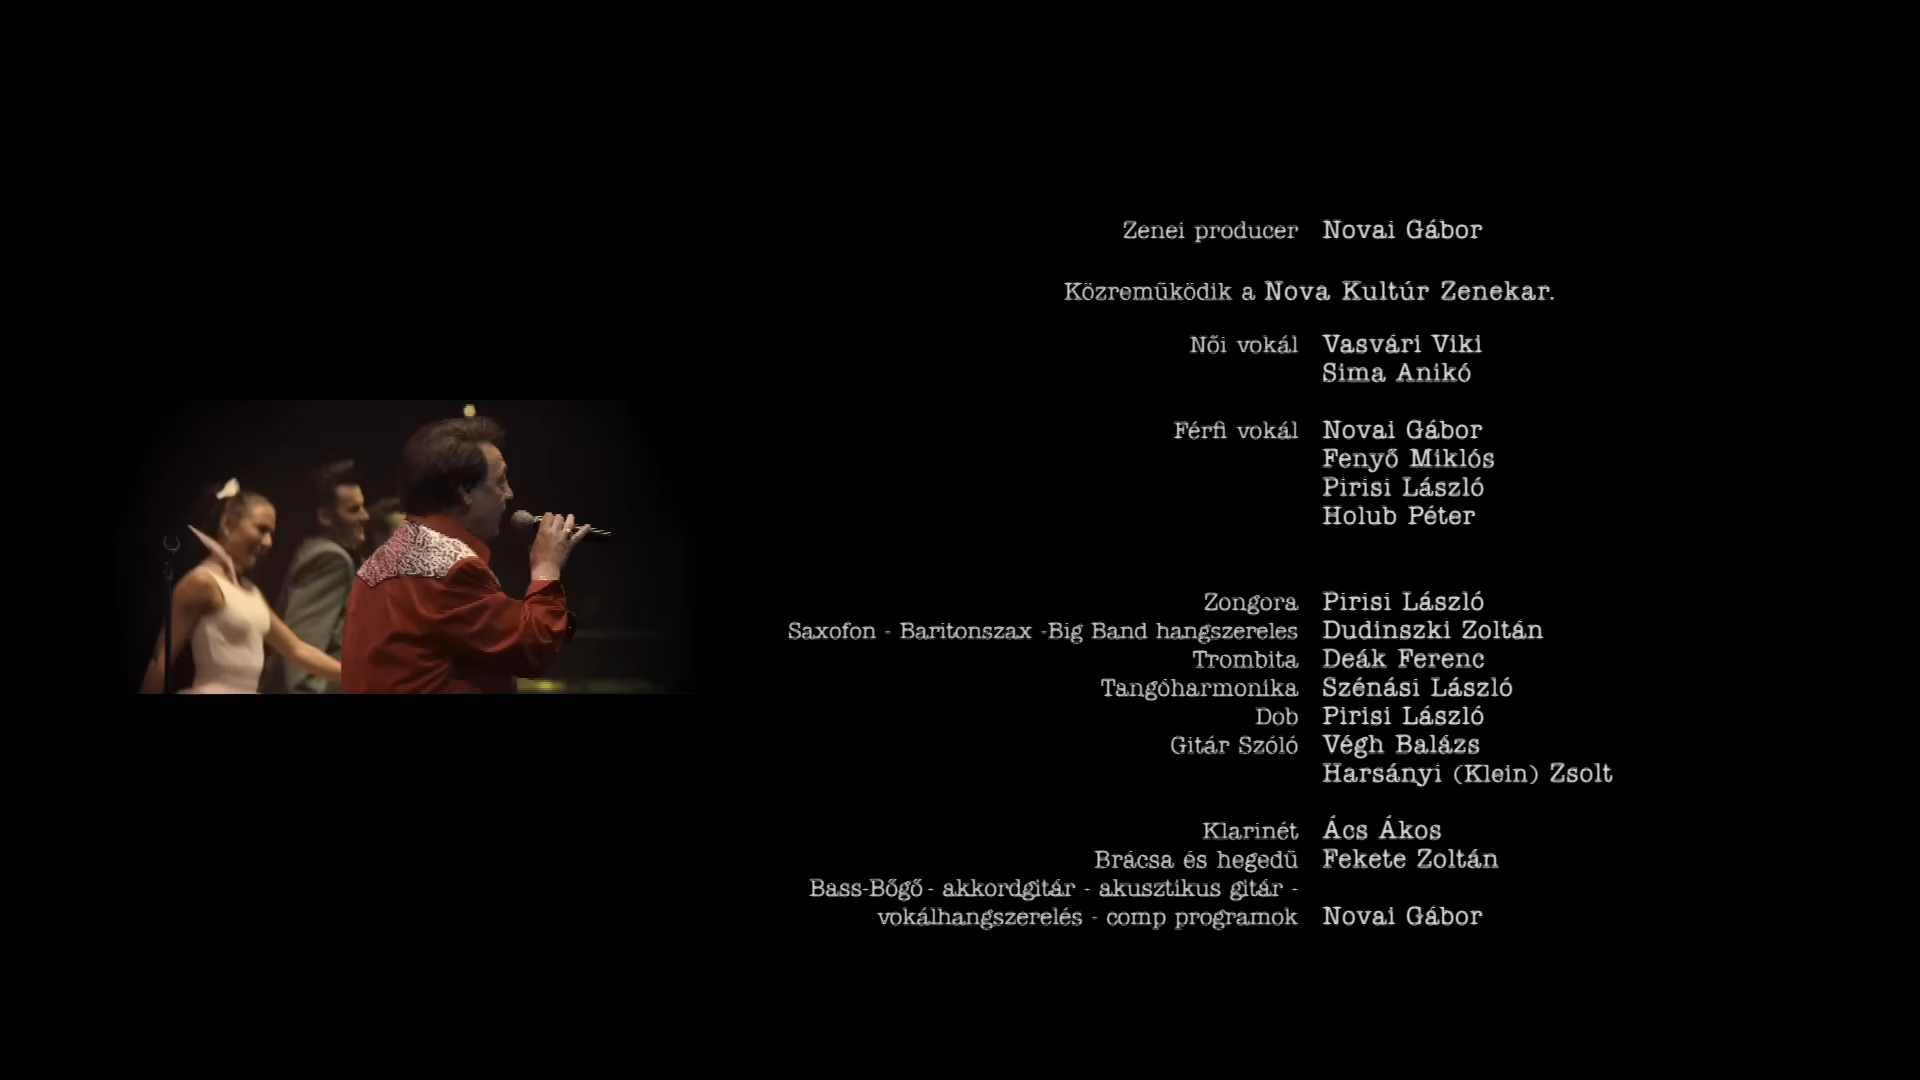 Zenei producer Novai Gábor
Közreműködik a Nova Kultúr Zenekar.
Női vokál Vasvári Viki
Sima Anikó
Férfi vokál Novai Gábor
Fenyő Miklós
Pirisi László
Holub Péter
Zongora Pirisi László
Saxofon - Baritonszax -Big Band hangszereles Dudinszki Zoltán
Trombita Deák Ferenc
Tangóharmonika Szénási László
Dob Pirisi László
Gitár Szóló Végh Balázs
Harsányi (Klein) Zsolt
Klarinét Ács Ákos
Brácsa és hegedű Fekete Zoltán
Bass-Bőgő - akkordgitár - akusztikus gitár -
vokálhangszerelés - comp programok Novai Gábor